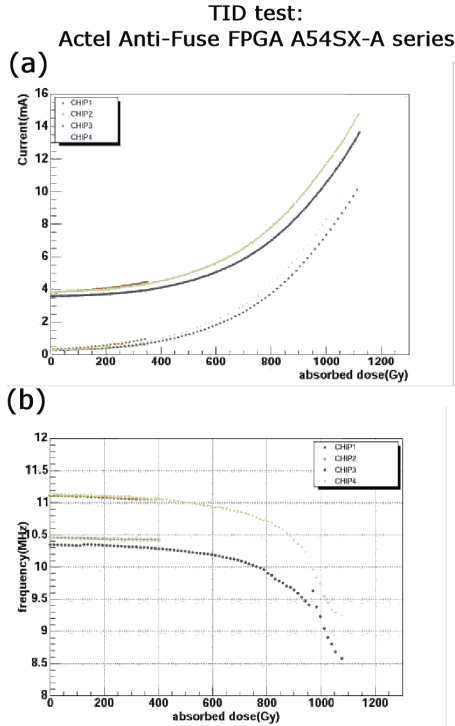 TID test:
Actel Anti-Fuse FPGA A54SX-A series
(a)
Current(mA)
16
14
12
10
8
6
4
2
0
CHIP1
CHIP2
CHIP3
CHIP4
0 200 400 600 800 1000 1200
absorbed dose(Gy)
(b)
frequency(MHz)
12
11.5
11
10.5
10
9.5
9
8.5
8
CHIP1
CHIP2
CHIP3
CHIP4
0 200 400 600 800 1000 1200
absorbed dose(Gy)